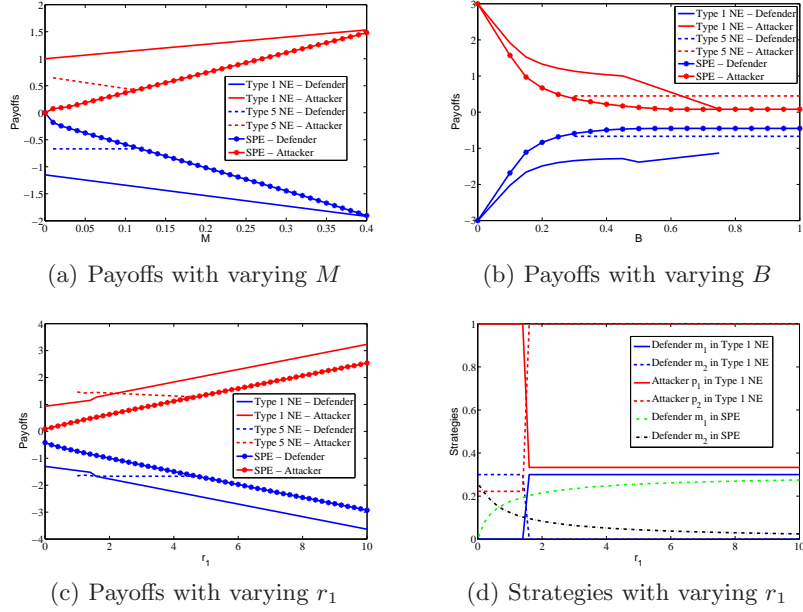 2
1.5
1
0.5
0
−0.5
−1
−1.5
−2
Payoffs
Type 1 NE – Defender
Type 1 NE – Attacker
Type 5 NE – Defender
Type 5 NE – Attacker
SPE – Defender
SPE – Attacker
0 0.05 0.1 0.15 0.2 0.25 0.3 0.35 0.4
M
(a) Payoffs with varying M
3
2
1
0
−1
−2
−3
Payoffs
Type 1 NE–Defender
Type 1 NE–Attacker
Type 5 NE–Defender
Type 5 NE–Attacker
SPE–Defender
SPE–Attacker
0 0.2 0.4 0.6 0.8 1
B
(b) Payoffs with varying B
4
3
2
1
0
−1
−2
−3
−4
Payoffs
Type 1 NE – Defender
Type 1 NE – Attacker
Type 5 NE – Defender
Type 5 NE – Attacker
SPE – Defender
SPE – Attacker
0 2 4 6 8 10
r1
(c) Payoffs with varying r1
1
0.8
0.6
0.4
0.2
0
Strategies
Defender m1 in Type 1 NE
Defender m2 in Type 1 NE
Attacker p1 in Type 1 NE
Attacker p2 in Type 1 NE
Defender m1 in SPE
Defender m2 in SPE
0 2 4 6 8 10
r1
(d) Strategies with varying r1